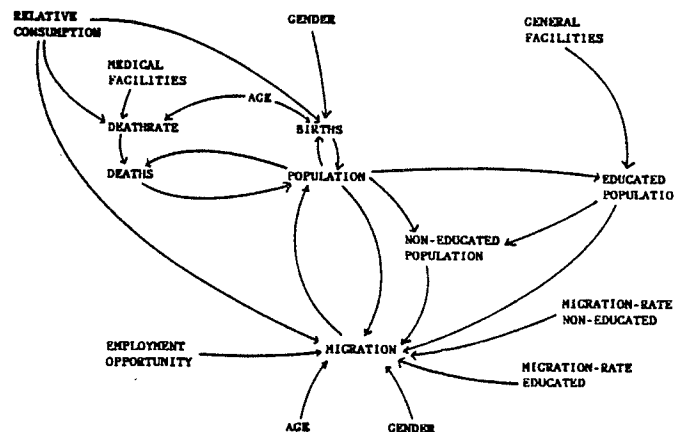 RELATIVE
CONSUMPTION
GENDER
GENERAL
FACILITIES
MEDICAL
FACILITIES
AGE
DEATHRATE
BIRTHS
DEATHS
POPULATION
EDUCATED
POPULATIO
NON-EDUCATED
POPULATION
MIGRATION-RATE
NON-EDUCATED
EMPLOYMENT
OPPORTUNITY
MIGRATION
MIGRATION-RATE
EDUCATED
AGE
GENDER